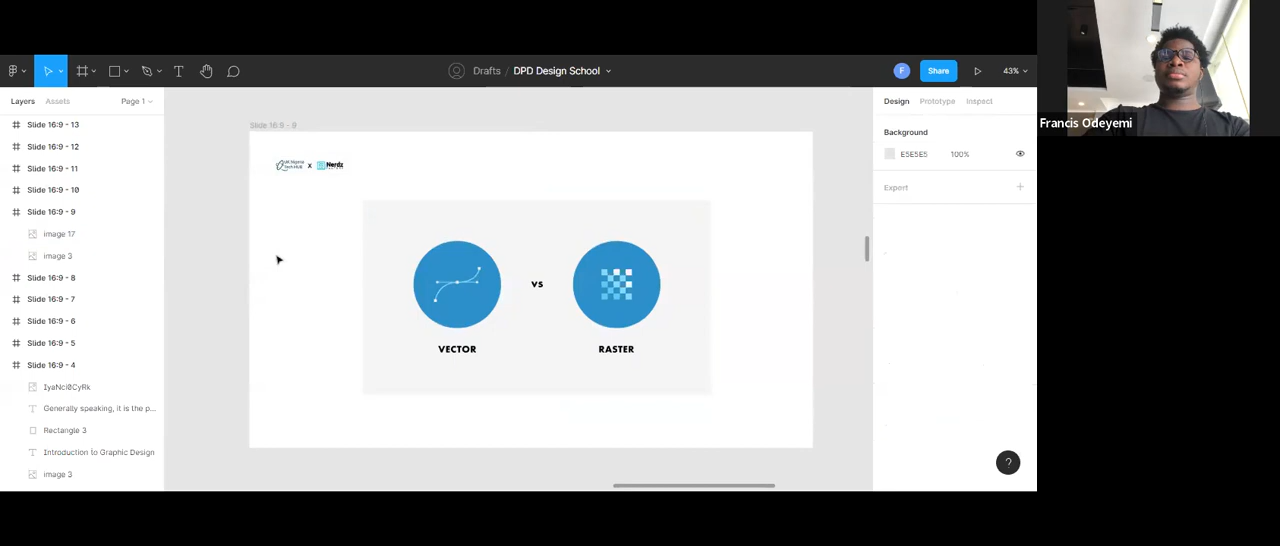 Drafts / DPD Design School
F
Share
43%
Layers
Assets
Page 1
Design
Prototype
Inspect
Francis Odeyemi
Slide 16:9 - 13
Slide 16:9 - 12
Slide 16:9 - 11
Slide 16:9 - 10
Slide 16:9 - 9
image 17
image 3
Slide 16:9 - 8
Slide 16:9 - 7
Slide 16:9 - 6
Slide 16:9 - 5
Slide 16:9 - 4
IyaNci0CyRk
Generally speaking, it is the p...
Rectangle 3
Introduction to Graphic Design
image 3
Slide 16:9 - 9
x
Nerdz
VS
VECTOR
RASTER
Background
E5E5E5 100%
Export
?